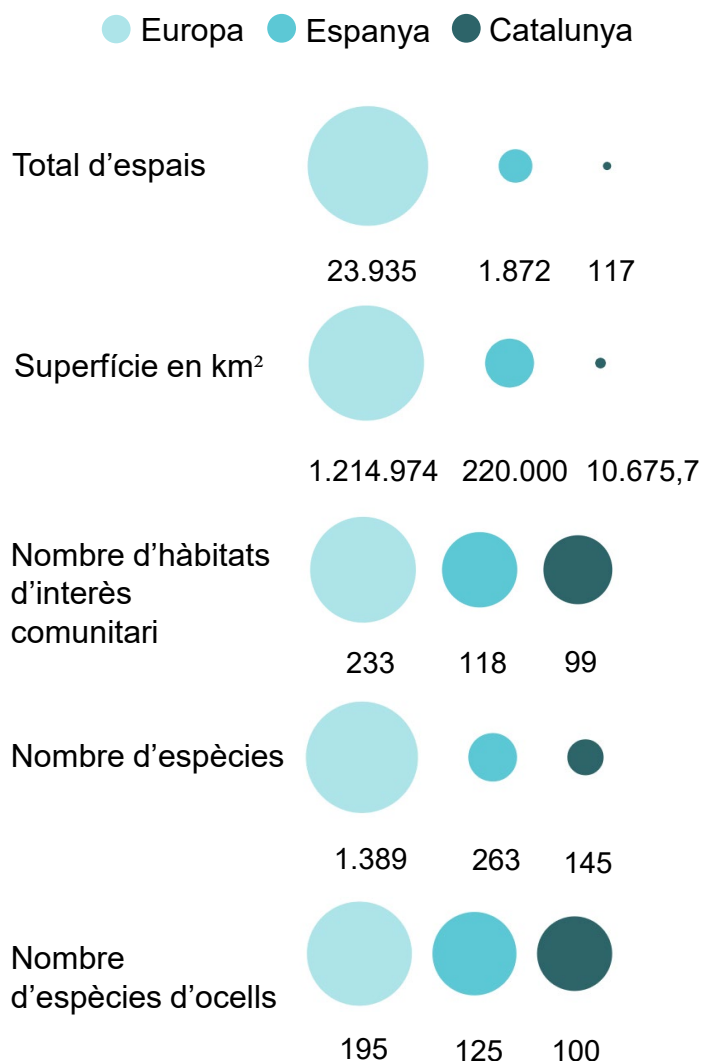 Europa Espanya Catalunya
Total d’espais
23.935 1.872 117
Superfície en km²
1.214.974 220.000 10.675,7
Nombre d’hàbitats
d’interès
comunitari
233 118 99
Nombre d’espècies
1.389 263 145
Nombre
d’espècies d’ocells
195 125 100